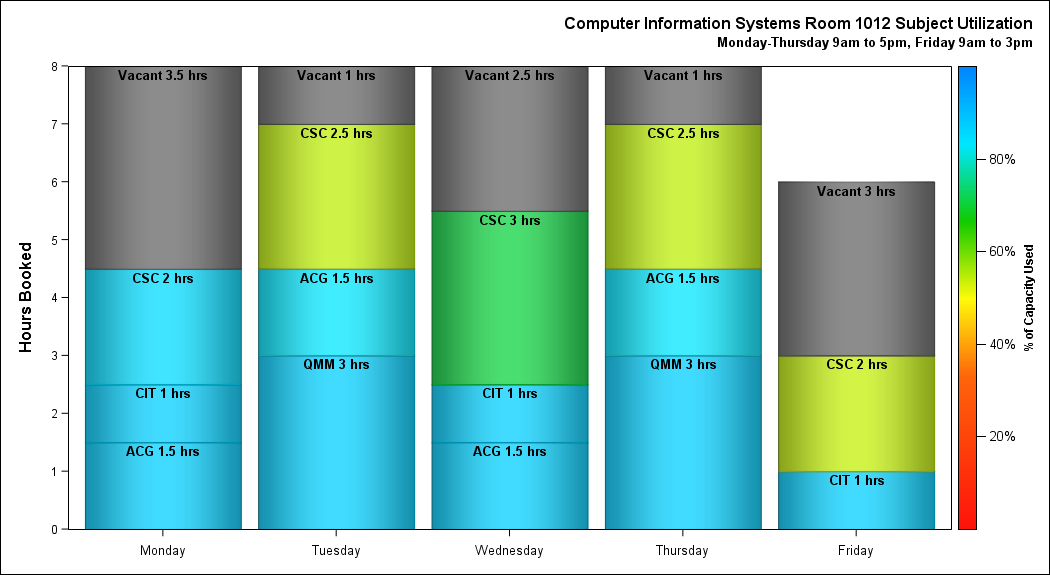 Computer Information Systems Room 1012 Subject Utilization
Monday-Thursday 9am to 5pm, Friday 9am to 3pm
Hours Booked
8
7
6
5
4
3
2
1
0
Vacant 3.5 hrs
CSC 2 hrs
CIT 1 hrs
ACG 1.5 hrs
Monday
Vacant 1 hrs
CSC 2.5 hrs
ACG 1.5 hrs
QMM 3 hrs
Tuesday
Vacant 2.5 hrs
CSC 3 hrs
CIT 1 hrs
ACG 1.5 hrs
Wednesday
Vacant 1 hrs
CSC 2.5 hrs
ACG 1.5 hrs
QMM 3 hrs
Thursday
Vacant 3 hrs
CSC 2 hrs
CIT 1 hrs
Friday
80%
60%
40%
20%
% of Capacity Used